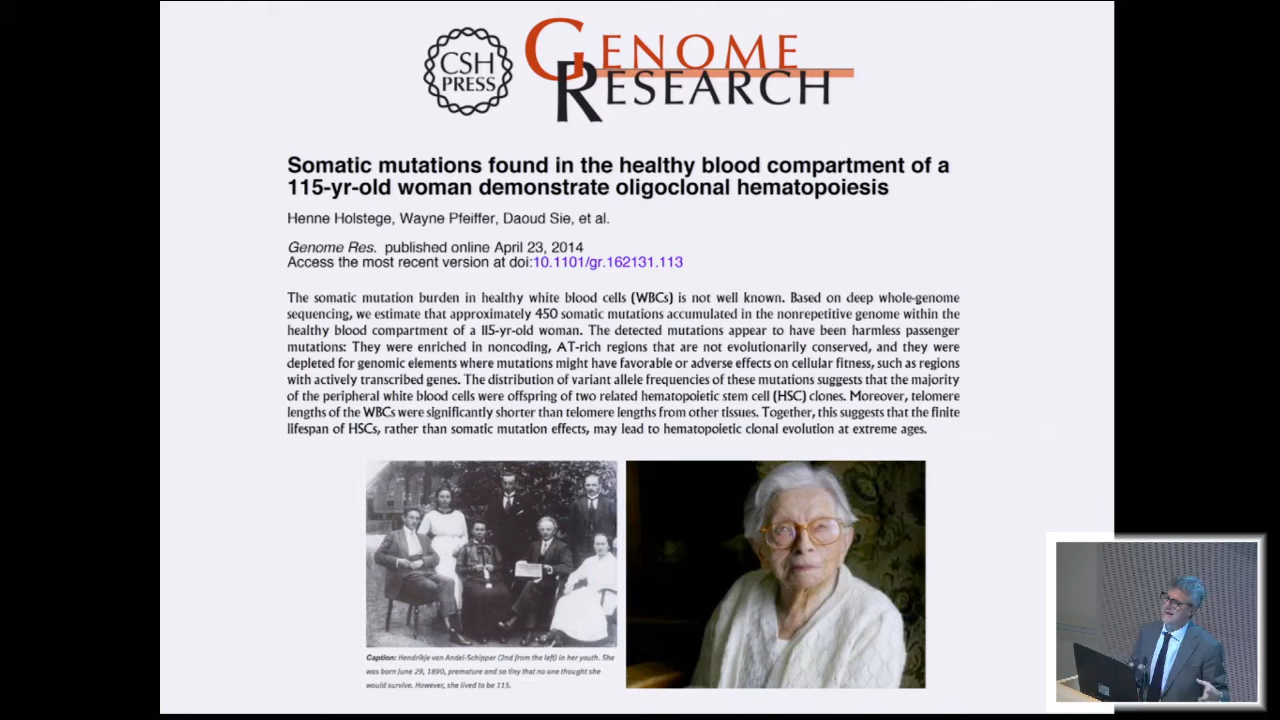 CSH
PRESS
GENOME
RESEARCH
Somatic mutations found in the healthy blood compartment of a
115-yr-old woman demonstrate oligoclonal hematopoiesis
Henne Holstege, Wayne Pfeiffer, Daoud Sie, et al.
Genome Res. published online April 23, 2014
Access the most recent version at doi:10.1101/gr.162131.113
The somatic mutation burden in healthy white blood cells (WBCs) is not well known. Based on deep whole-genome
sequencing, we estimate that approximately 450 somatic mutations accumulated in the nonrepetitive genome within the
healthy blood compartment of a 115-yr-old woman. The detected mutations appear to have been harmless passenger
mutations: They were enriched in noncoding, AT-rich regions that are not evolutionarily conserved, and they were
depleted for genomic elements where mutations might have favorable or adverse effects on cellular fitness, such as regions
with actively transcribed genes. The distribution of variant allele frequencies of these mutations suggests that the majority
of the peripheral white blood cells were offspring of two related hematopoietic stem cell (HSC) clones. Moreover, telomere
lengths of the WBCs were significantly shorter than telomere lengths from other tissues. Together, this suggests that the finite
lifespan of HSCs, rather than somatic mutation effects, may lead to hematopoietic clonal evolution at extreme ages.
Caption: Hendrikje van Andel-Schipper (2nd from the left) in her youth. She
was born June 29, 1890, premature and so tiny that no one thought she
would survive. However, she lived to be 115.